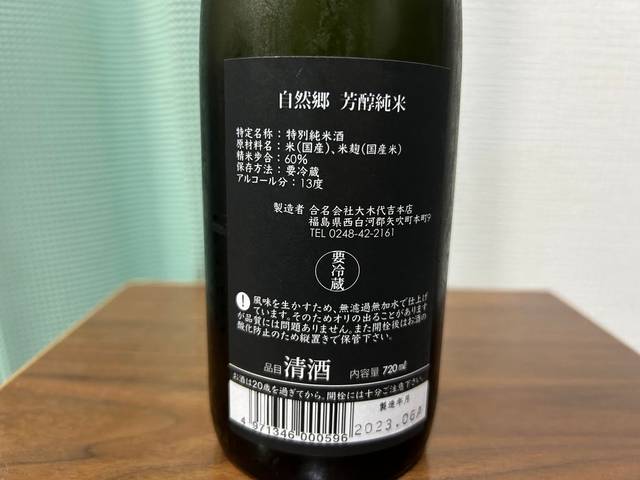 自然郷 芳醇純米
特定名称：特別純米酒
原材料名：米(国産)、米麹(国産米)
精米歩合：60%
保存方法：要冷蔵
アルコール分：13度
製造者 合名会社大木代吉本店
福島県西白河郡矢吹町本町9
TEL 0248-42-2161
要冷蔵
! 風味を生かすため、無濾過無加水で仕上げ
ています。そのためオリの出ることがあります
が品質には問題ありません。また開栓後はお酒の
酸化防止のため縦置きで保管下さい。
品目 清酒 内容量 720ml
お酒は20歳を過ぎてから。開栓には十分ご注意下さい。
製造年月
4 971346 000596
2023.06